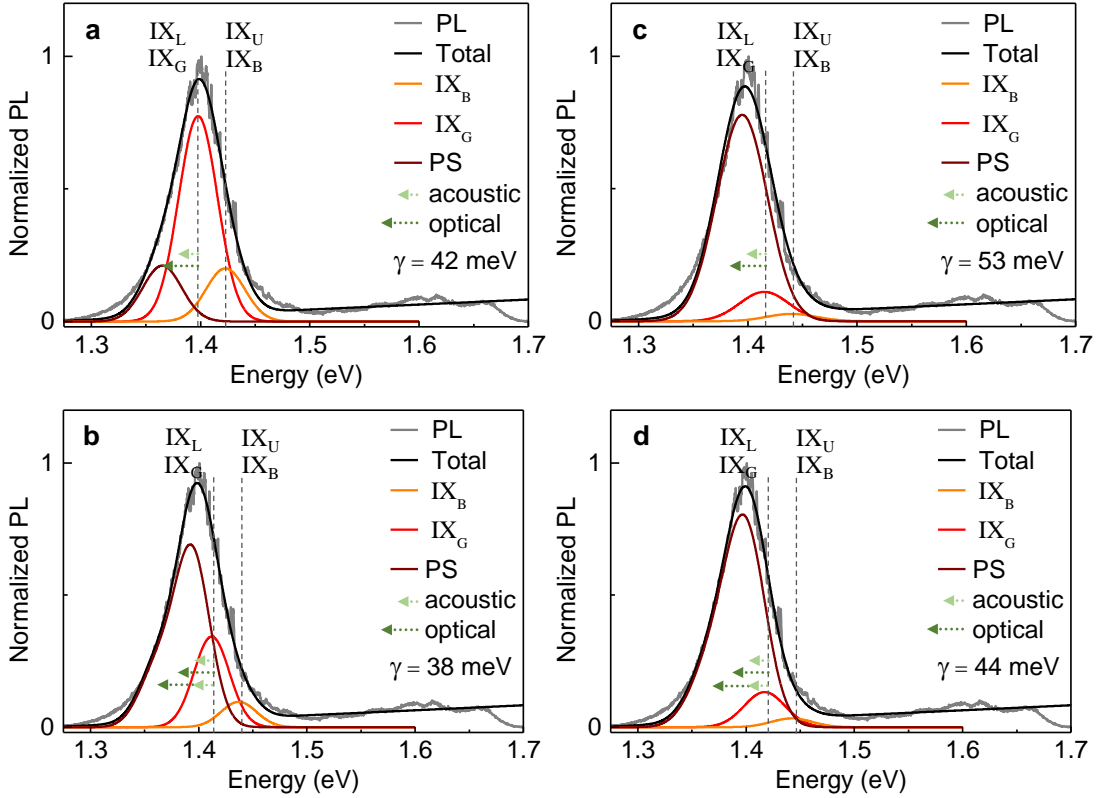 a
IX_L IX_U
IX_G IX_B
PL
Total
IX_B
IX_G
PS
acoustic
optical
γ = 42 meV
Normalized PL
1
0
1.3 1.4 1.5 1.6 1.7
Energy (eV)
c
IX_L IX_U
IX_G IX_B
PL
Total
IX_B
IX_G
PS
acoustic
optical
γ = 53 meV
Normalized PL
1
0
1.3 1.4 1.5 1.6 1.7
Energy (eV)
b
IX_L IX_U
IX_G IX_B
PL
Total
IX_B
IX_G
PS
acoustic
optical
γ = 38 meV
Normalized PL
1
0
1.3 1.4 1.5 1.6 1.7
Energy (eV)
d
IX_L IX_U
IX_G IX_B
PL
Total
IX_B
IX_G
PS
acoustic
optical
γ = 44 meV
Normalized PL
1
0
1.3 1.4 1.5 1.6 1.7
Energy (eV)